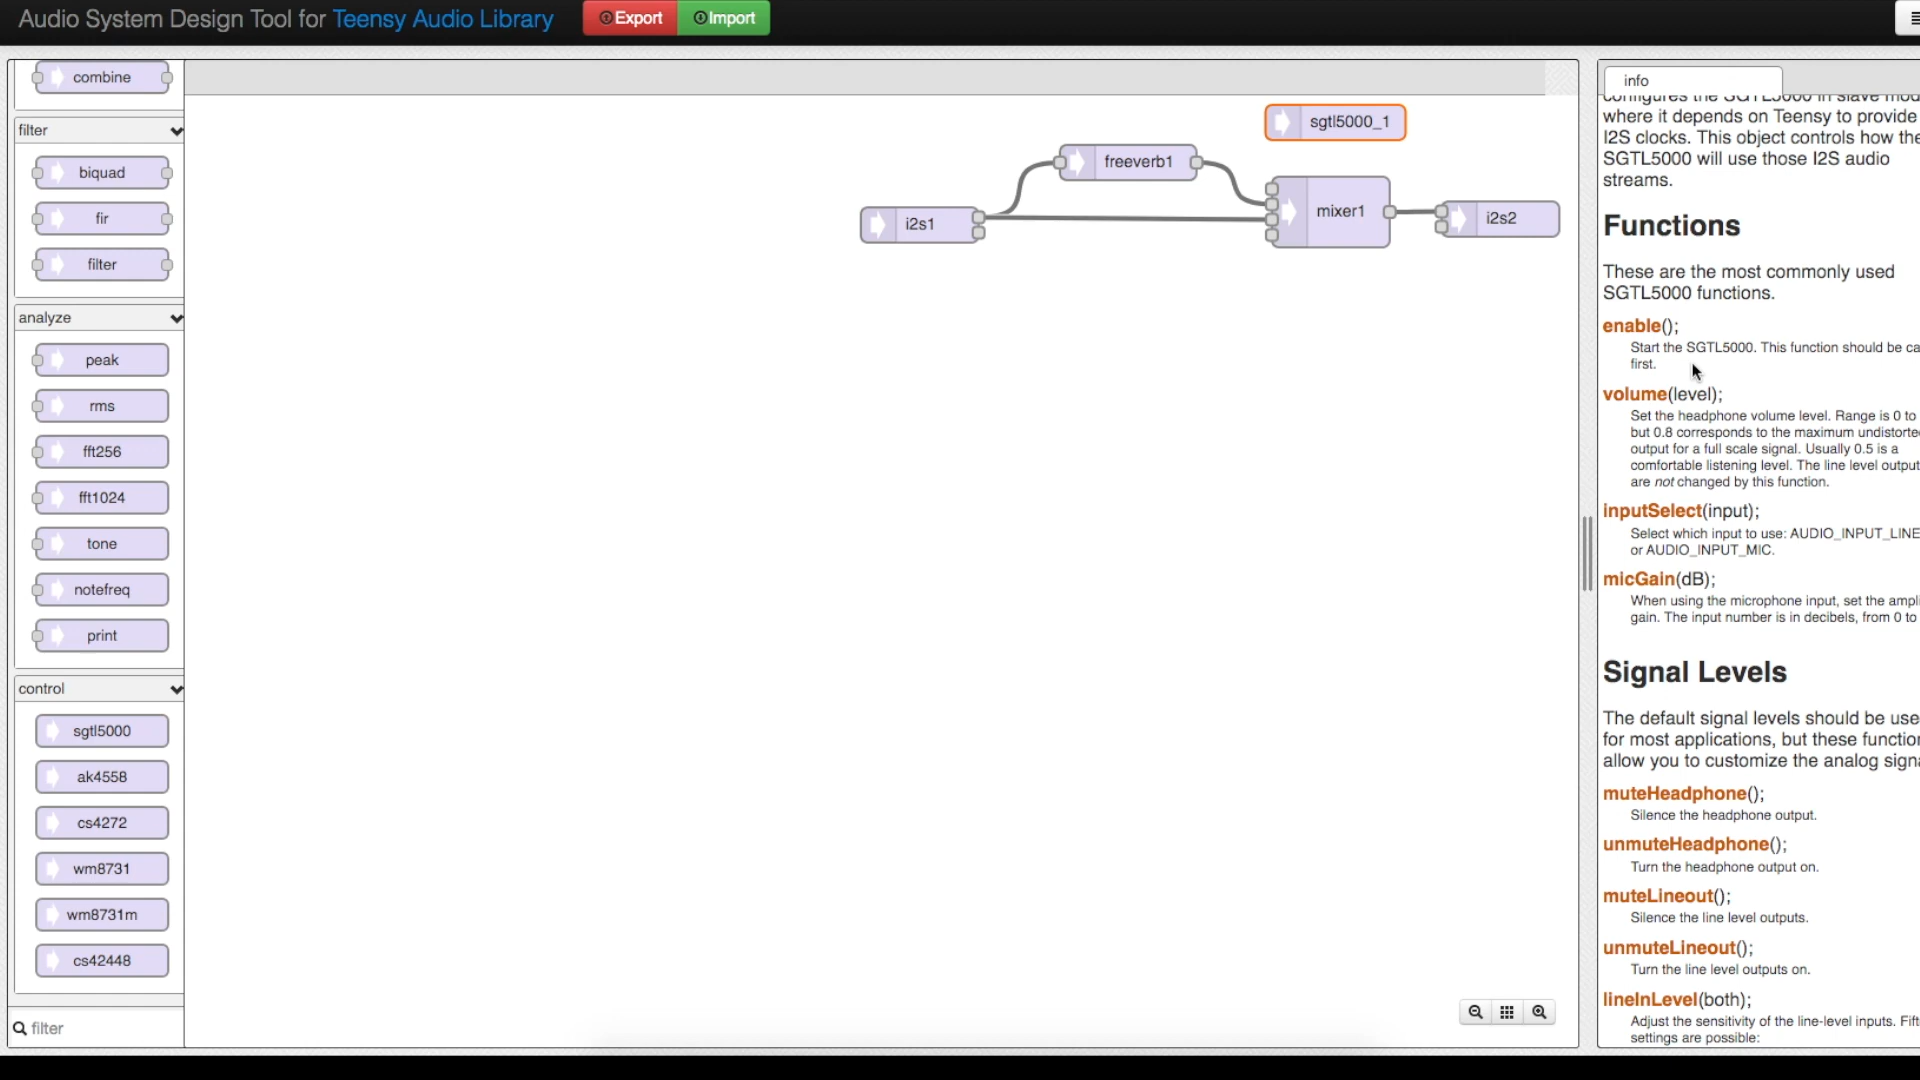 Audio System Design Tool for Teensy Audio Library
Export
Import
combine
filter
biquad
fir
filter
analyze
peak
rms
fft256
fft1024
tone
notefreq
print
control
sgtl5000
ak4558
cs4272
wm8731
wm8731m
cs42448
filter
sgtl5000_1
freeverb1
i2s1
mixer1
i2s2
info
configures the SGTL5000 in slave
where it depends on Teensy to provide
I2S clocks. This object controls how the
SGTL5000 will use those I2S audio
streams.
Functions
These are the most commonly used
SGTL5000 functions.
enable();
Start the SGTL5000. This function should be ca
first.
volume(level);
Set the headphone volume level. Range is 0 to
but 0.8 corresponds to the maximum undistorte
output for a full scale signal. Usually 0.5 is a
comfortable listening level. The line level output
are not changed by this function.
inputSelect(input);
Select which input to use: AUDIO_INPUT_LINE
or AUDIO_INPUT_MIC.
micGain(dB);
When using the microphone input, set the ampli
gain. The input number is in decibels, from 0 to
Signal Levels
The default signal levels should be use
for most applications, but these function
allow you to customize the analog signa
muteHeadphone();
Silence the headphone output.
unmuteHeadphone();
Turn the headphone output on.
muteLineout();
Silence the line level outputs.
unmuteLineout();
Turn the line level outputs on.
lineInLevel(both);
Adjust the sensitivity of the line-level inputs. Fift
settings are possible: